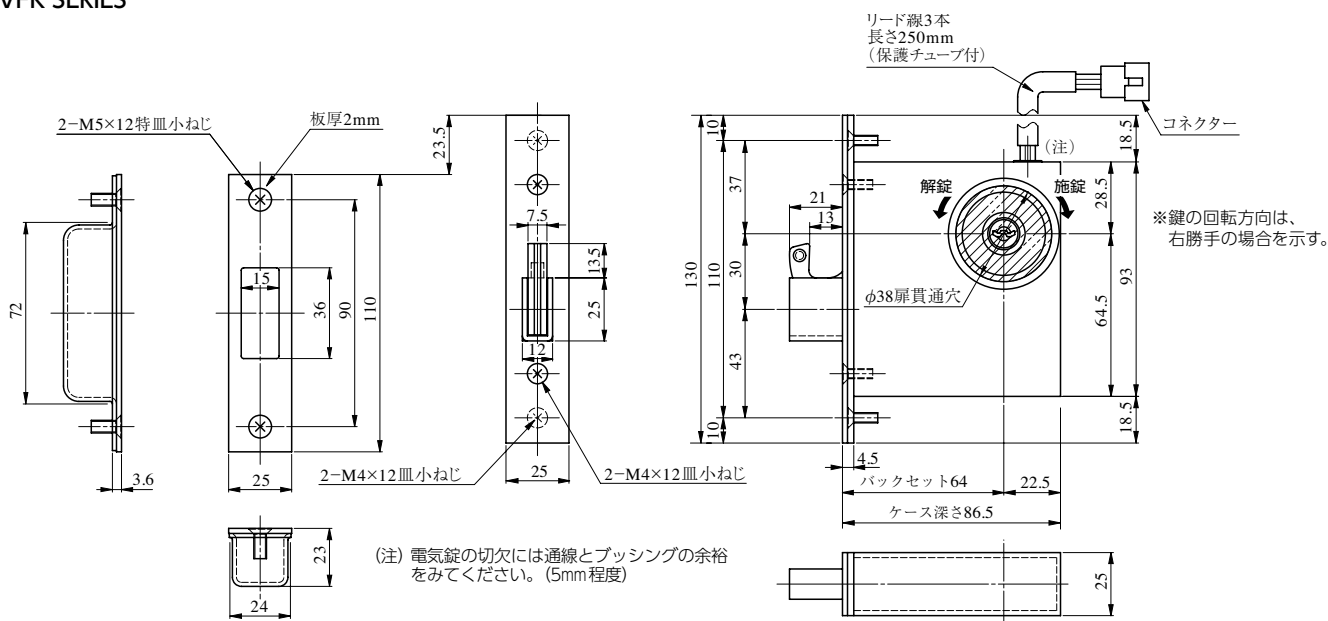 VFK SERIES
リード線3本
長さ250mm
(保護チューブ付)
コネクター
2−M5×12特皿小ねじ
板厚2mm
23.5
10
18.5
(注)
37
解錠
施錠
28.5
※鍵の回転方向は、
右勝手の場合を示す。
21
13
7.5
13.5
15
72
36
90
110
25
12
130
110
30
43
φ38扉貫通穴
64.5
93
10
18.5
4.5
3.6
25
2−M4×12皿小ねじ
25
2−M4×12皿小ねじ
バックセット64
22.5
ケース深さ86.5
23
24
(注) 電気錠の切欠には通線とブッシングの余裕
をみてください。(5mm程度)
25